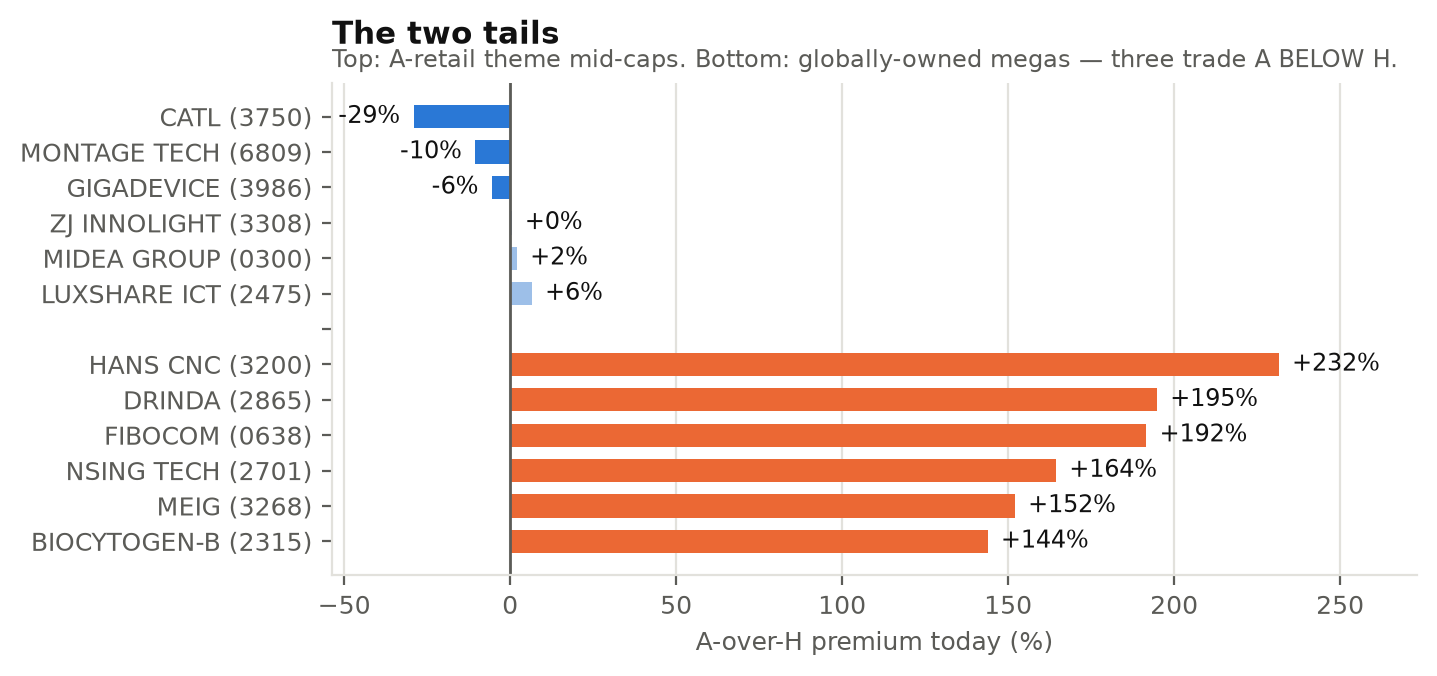 The two tails
Top: A-retail theme mid-caps. Bottom: globally-owned megas — three trade A BELOW H.
CATL (3750) -29%
MONTAGE TECH (6809) -10%
GIGADEVICE (3986) -6%
ZJ INNOLIGHT (3308) +0%
MIDEA GROUP (0300) +2%
LUXSHARE ICT (2475) +6%
HANS CNC (3200) +232%
DRINDA (2865) +195%
FIBOCOM (0638) +192%
NSING TECH (2701) +164%
MEIG (3268) +152%
BIOCYTOGEN-B (2315) +144%
−50 0 50 100 150 200 250
A-over-H premium today (%)